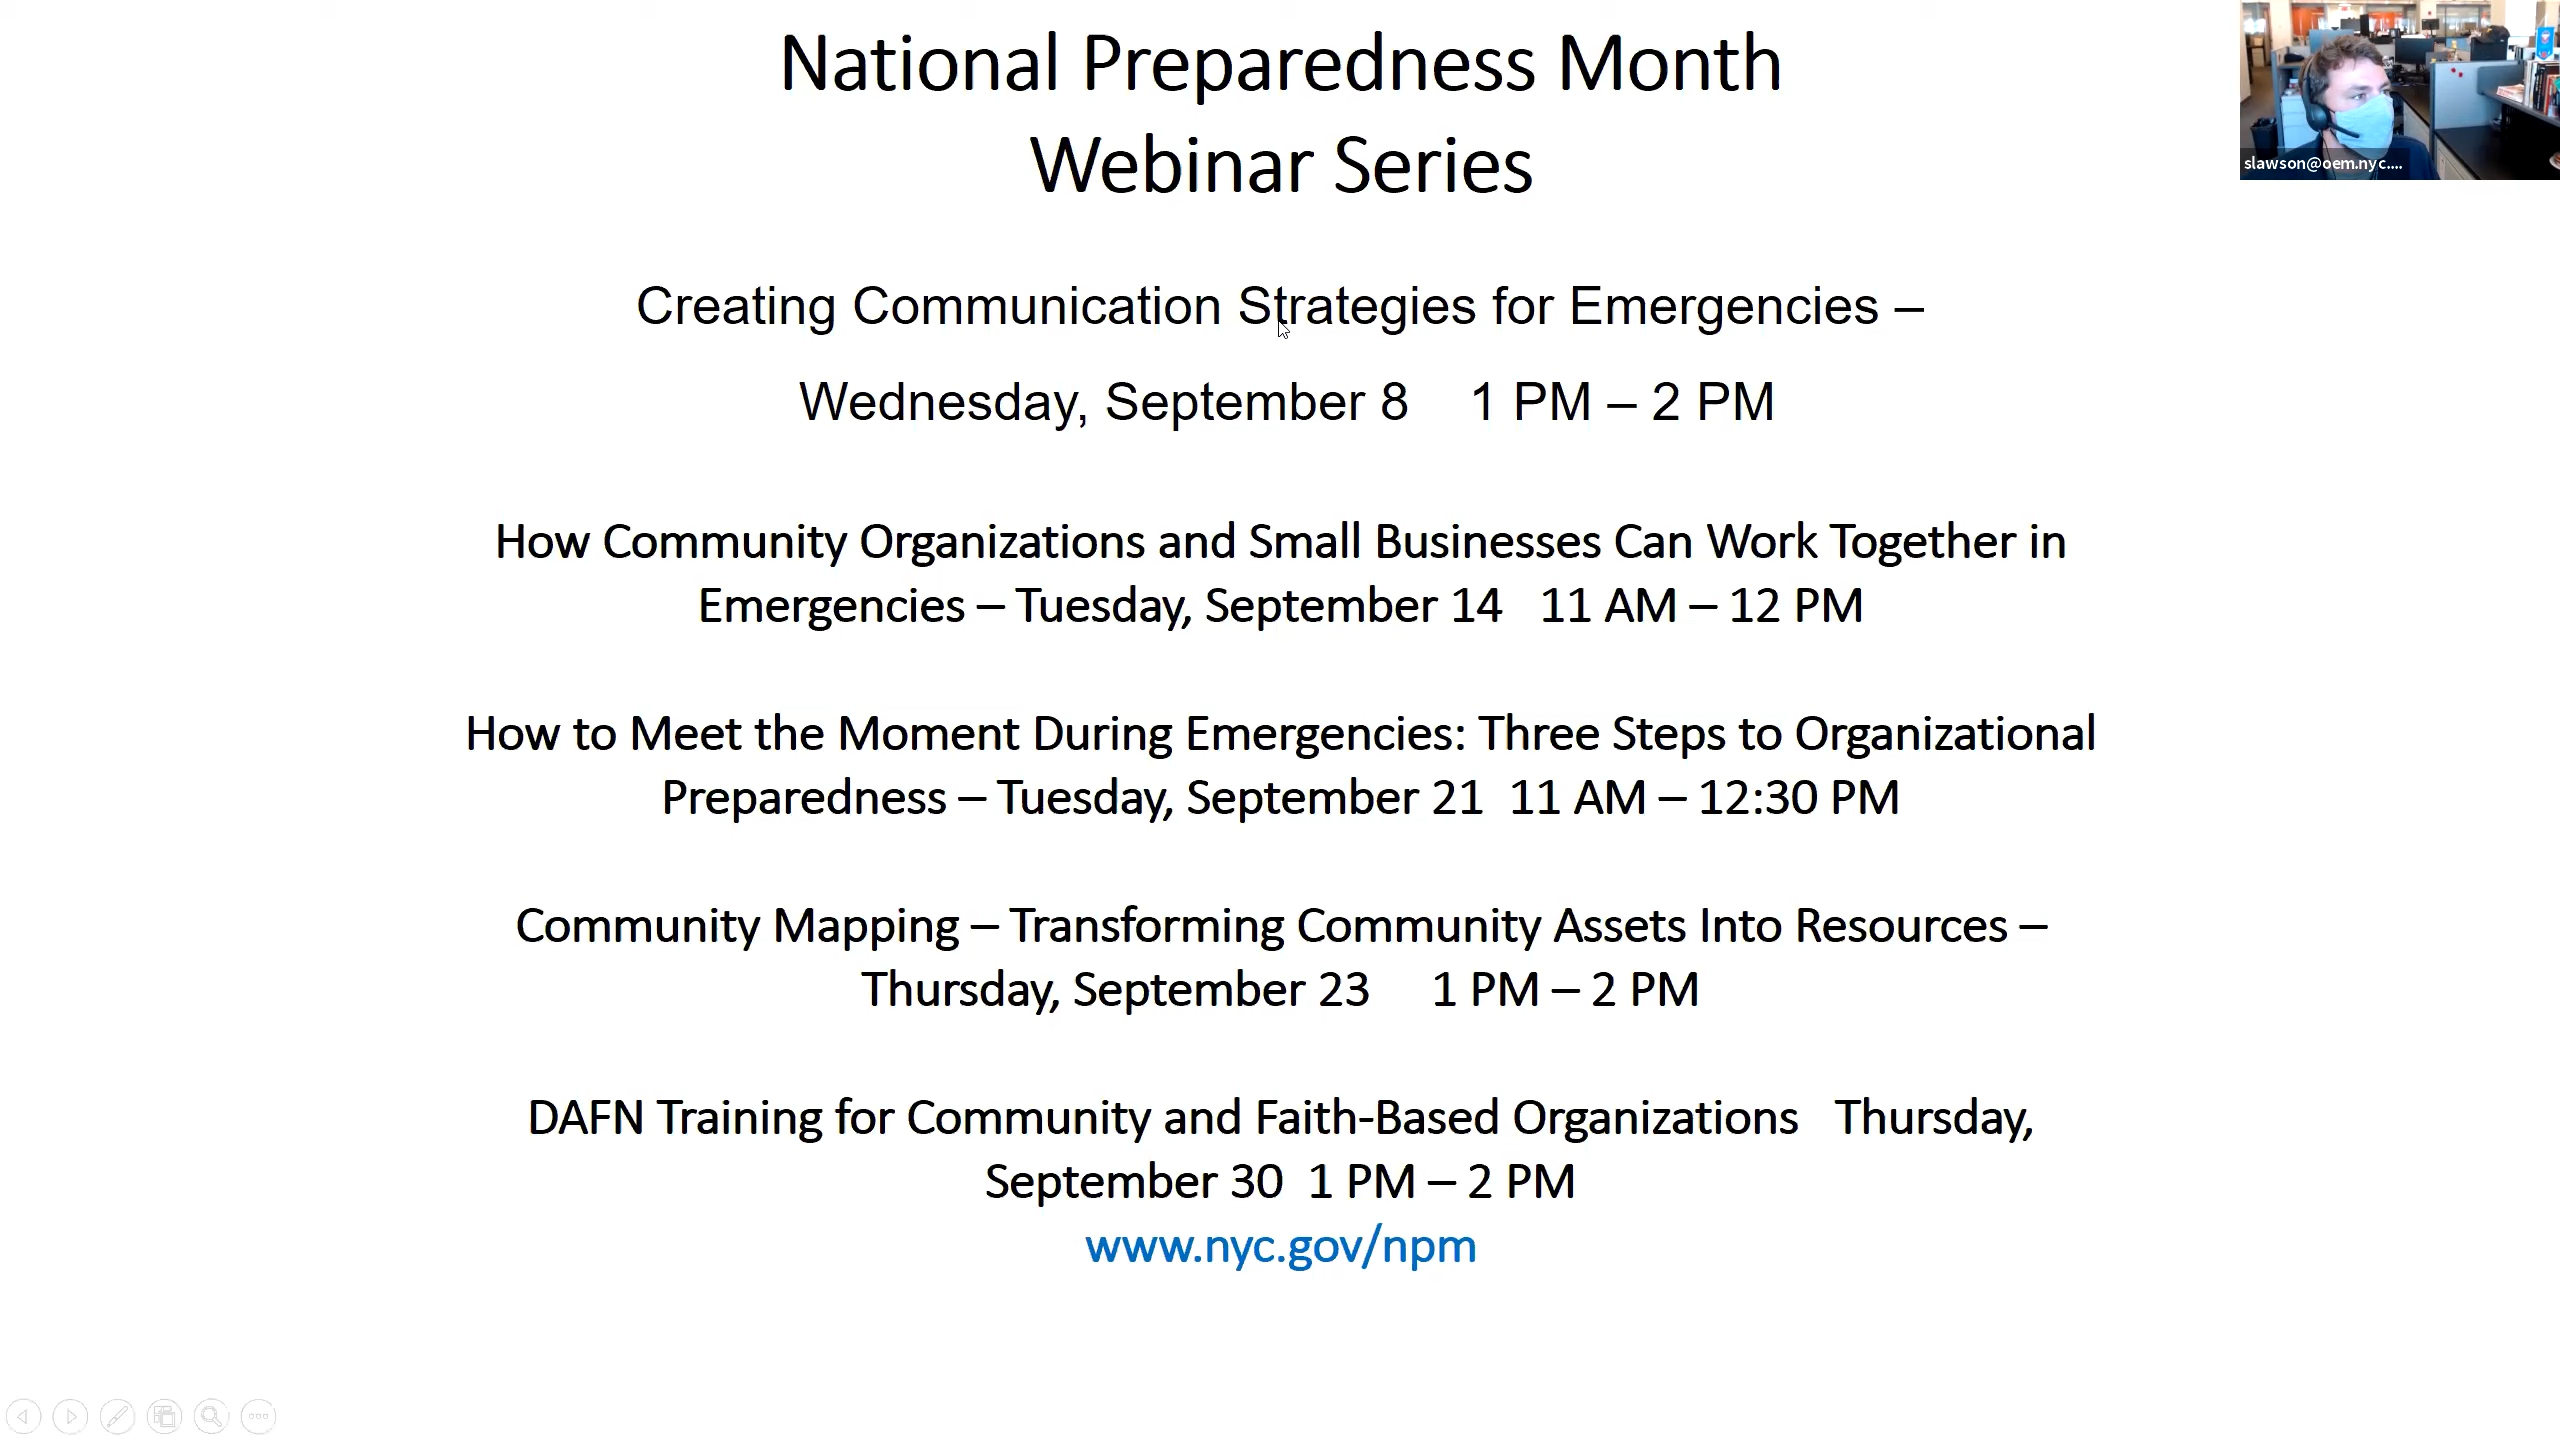 National Preparedness Month
Webinar Series
slawson@oem.nyc....
Creating Communication Strategies for Emergencies –
Wednesday, September 8 1 PM – 2 PM
How Community Organizations and Small Businesses Can Work Together in
Emergencies – Tuesday, September 14 11 AM – 12 PM
How to Meet the Moment During Emergencies: Three Steps to Organizational
Preparedness – Tuesday, September 21 11 AM – 12:30 PM
Community Mapping – Transforming Community Assets Into Resources –
Thursday, September 23 1 PM – 2 PM
DAFN Training for Community and Faith-Based Organizations Thursday,
September 30 1 PM – 2 PM
www.nyc.gov/npm